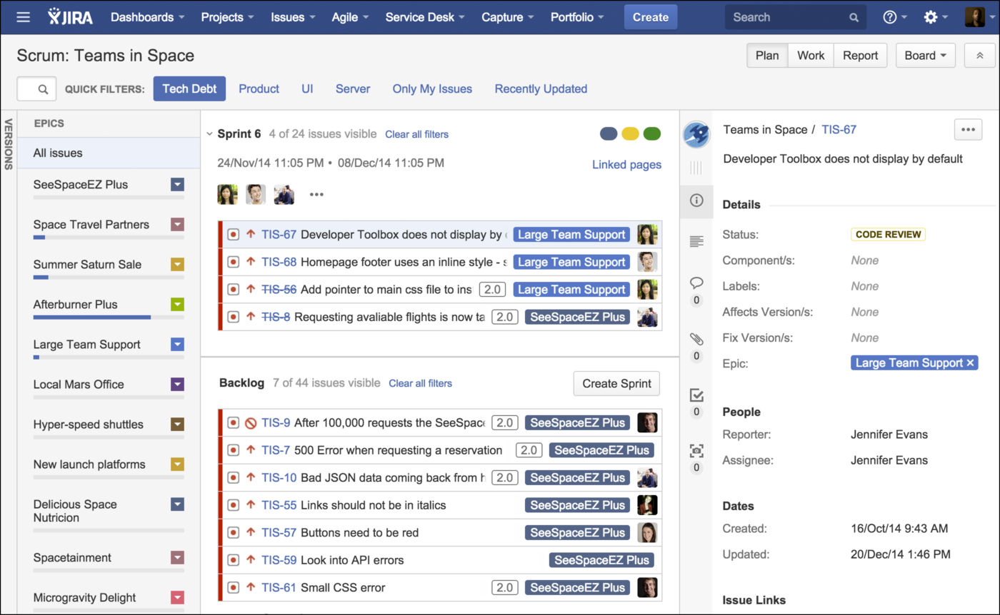 JIRA Dashboards Projects Issues Agile Service Desk Capture Portfolio Create Search
Scrum: Teams in Space Plan Work Report Board
QUICK FILTERS: Tech Debt Product UI Server Only My Issues Recently Updated
VERSIONS
EPICS
All issues
SeeSpaceEZ Plus
Space Travel Partners
Summer Saturn Sale
Afterburner Plus
Large Team Support
Local Mars Office
Hyper-speed shuttles
New launch platforms
Delicious Space
Nutricion
Spacetainment
Microgravity Delight
Sprint 6 4 of 24 issues visible Clear all filters
24/Nov/14 11:05 PM • 08/Dec/14 11:05 PM Linked pages
•••
TIS-67 Developer Toolbox does not display by Large Team Support
TIS-68 Homepage footer uses an inline style - s Large Team Support
TIS-56 Add pointer to main css file to ins 2.0 Large Team Support
TIS-8 Requesting avaliable flights is now ta 2.0 SeeSpaceEZ Plus
Backlog 7 of 44 issues visible Clear all filters Create Sprint
TIS-9 After 100,000 requests the SeeSpace 2.0 SeeSpaceEZ Plus
TIS-7 500 Error when requesting a reservation 2.0 SeeSpaceEZ Plus
TIS-10 Bad JSON data coming back from h 2.0 SeeSpaceEZ Plus
TIS-55 Links should not be in italics SeeSpaceEZ Plus
TIS-57 Buttons need to be red SeeSpaceEZ Plus
TIS-59 Look into API errors SeeSpaceEZ Plus
TIS-61 Small CSS error 2.0 SeeSpaceEZ Plus
0
0
0
0
Teams in Space / TIS-67 •••
Developer Toolbox does not display by default
Details
Status: CODE REVIEW
Component/s: None
Labels: None
Affects Version/s: None
Fix Version/s: None
Epic: Large Team Support ×
People
Reporter: Jennifer Evans
Assignee: Jennifer Evans
Dates
Created: 16/Oct/14 9:43 AM
Updated: 20/Dec/14 1:46 PM
Issue Links